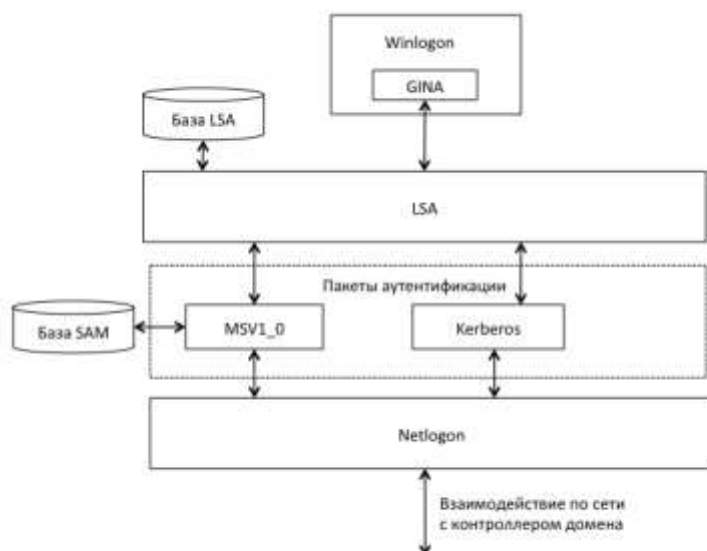 Winlogon
GINA
База LSA
LSA
Пакеты аутентификации
База SAM
MSV1_0
Kerberos
Netlogon
Взаимодействие по сети
с контроллером домена